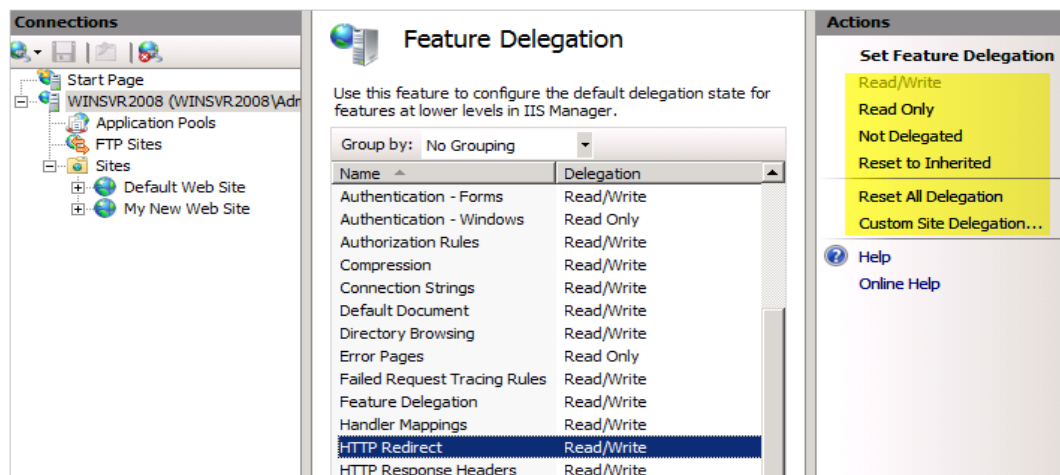 Connections
Start Page
WINSVR2008 (WINSVR2008\Adr
Application Pools
FTP Sites
Sites
Default Web Site
My New Web Site
Feature Delegation
Use this feature to configure the default delegation state for
features at lower levels in IIS Manager.
Group by: No Grouping
Name Delegation
Authentication - Forms Read/Write
Authentication - Windows Read Only
Authorization Rules Read/Write
Compression Read/Write
Connection Strings Read/Write
Default Document Read/Write
Directory Browsing Read/Write
Error Pages Read Only
Failed Request Tracing Rules Read/Write
Feature Delegation Read/Write
Handler Mappings Read/Write
HTTP Redirect Read/Write
HTTP Response Headers Read/Write
Actions
Set Feature Delegation
Read/Write
Read Only
Not Delegated
Reset to Inherited
Reset All Delegation
Custom Site Delegation...
Help
Online Help